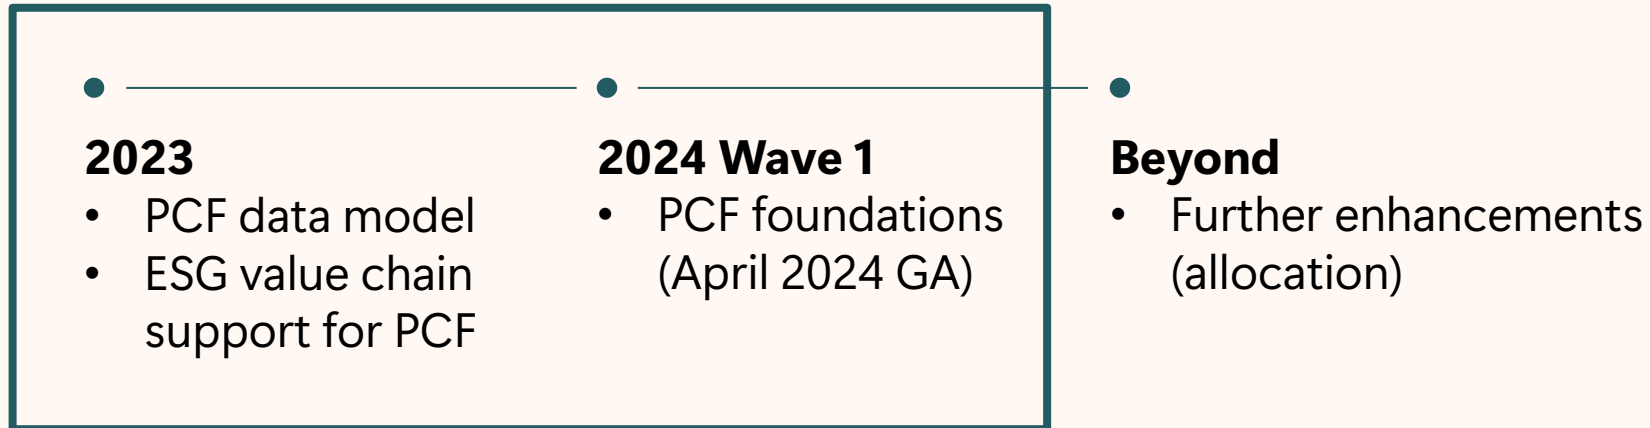 2023
• PCF data model
• ESG value chain
support for PCF
2024 Wave 1
• PCF foundations
(April 2024 GA)
Beyond
• Further enhancements
(allocation)